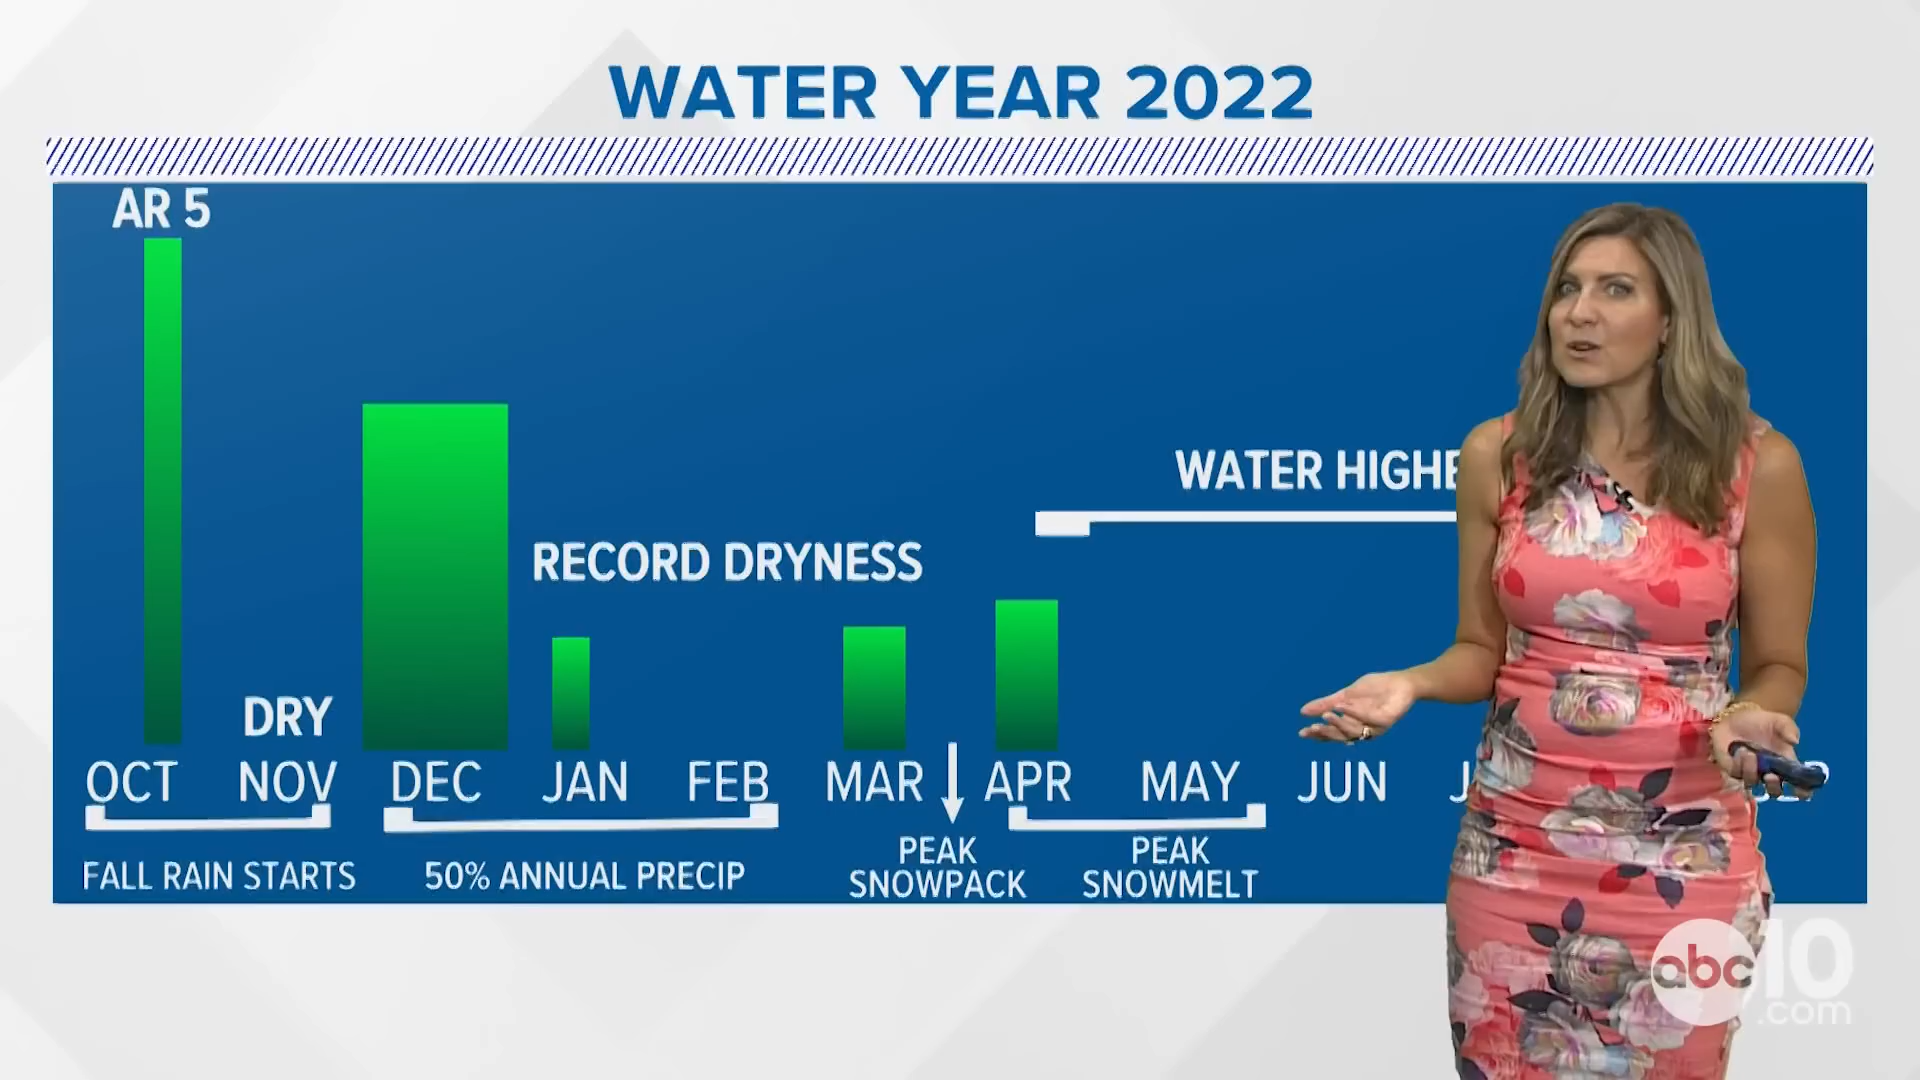 WATER YEAR 2022
AR 5
WATER
RECORD DRYNESS
DRY
OCT NOV DEC JAN FEB MAR APR MAY JUN
FALL RAIN STARTS
50% ANNUAL PRECIP
PEAK
SNOWPACK
PEAK
SNOWMELT
abc10
.com